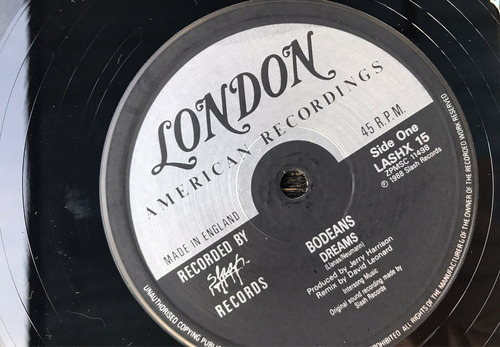 LONDON
AMERICAN RECORDINGS
MADE IN ENGLAND
45 R.P.M.
Side One
LASHX 15
ZPMSC 11498
℗ 1988 Slash Records
RECORDED BY
slash
RECORDS
BODEANS
DREAMS
(Llanas/Neumann)
Produced by Jerry Harrison
Remix by David Leonard
Intersong Music
Original sound recording made by
Slash Records
ALL RIGHTS OF THE MANUFACTURER & OF THE OWNER OF THE RECORDED WORK RESERVED
UNAUTHORISED COPYING PUBLIC
PROHIBITED